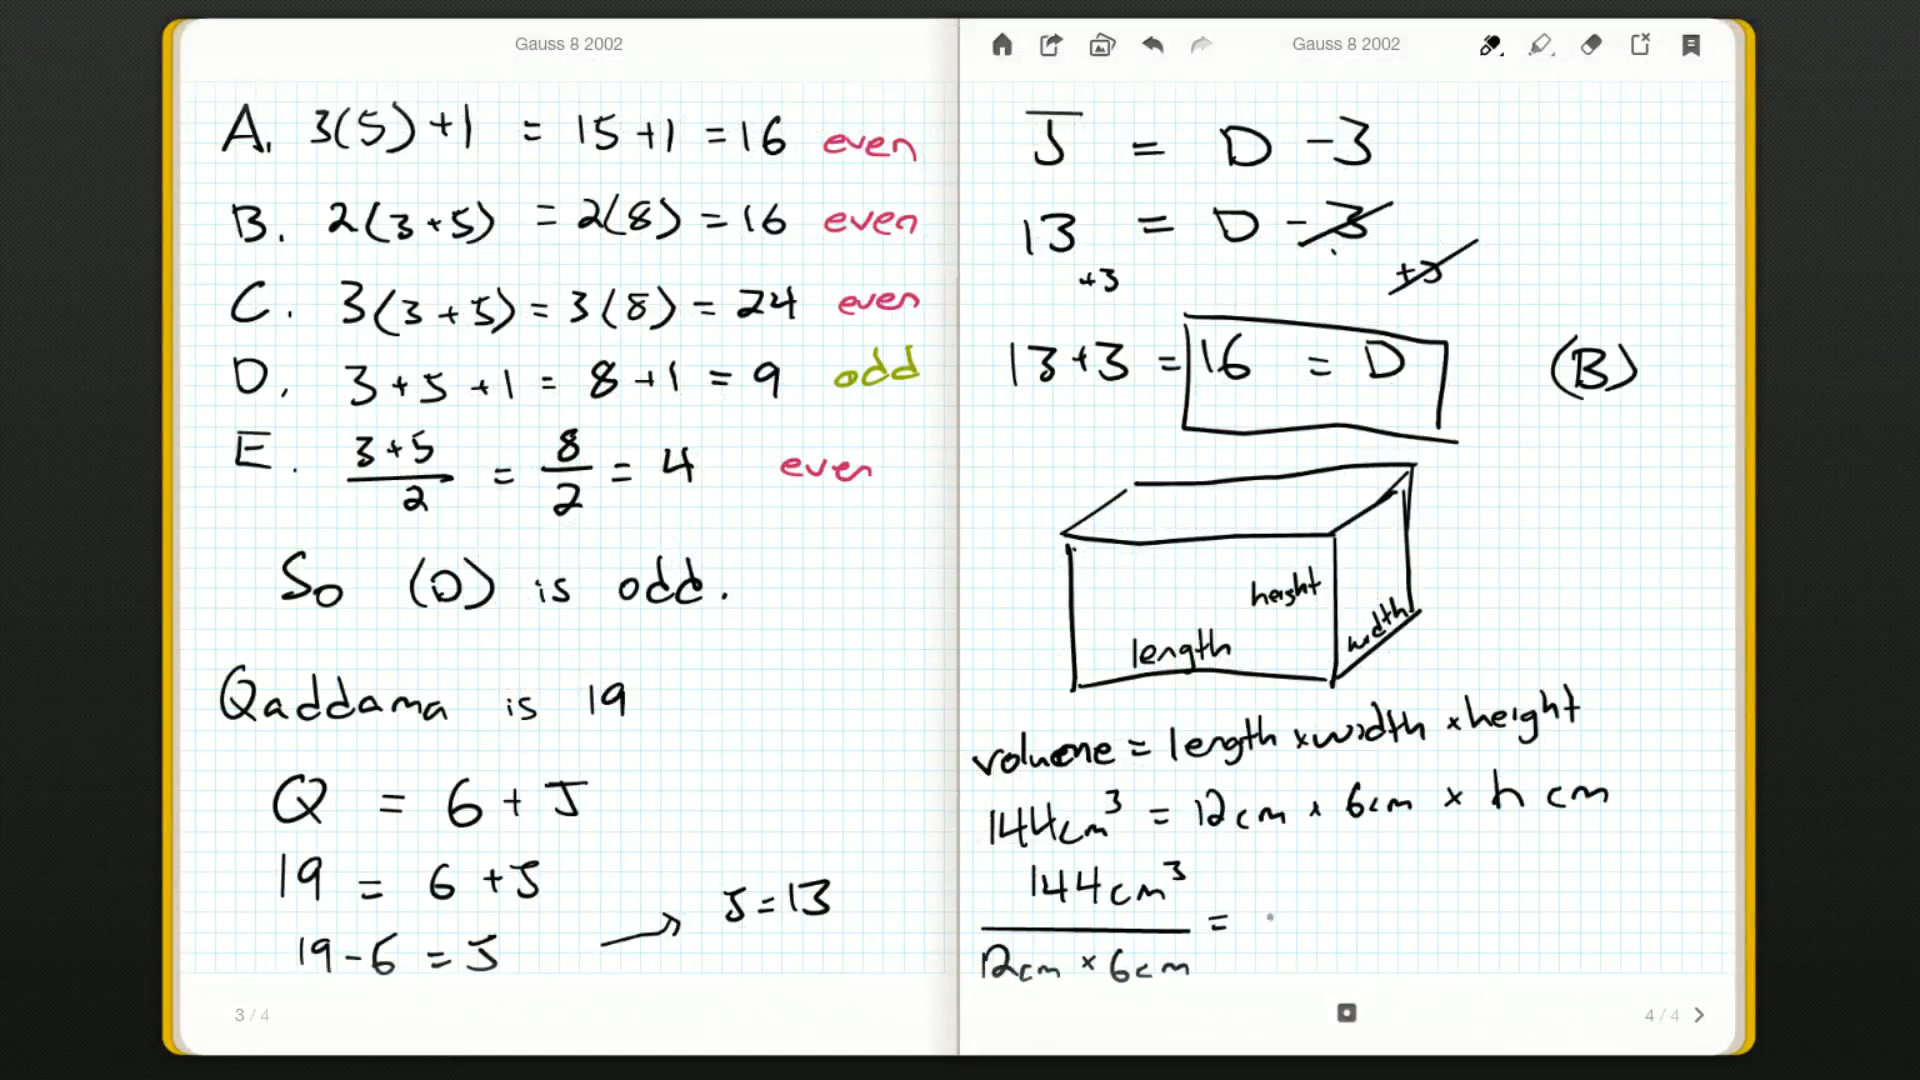 Gauss 8 2002
A. 3(5)+1 = 15+1 = 16 even
B. 2(3+5) = 2(8) = 16 even
C. 3(3+5) = 3(8) = 24 even
D. 3+5+1 = 8+1 = 9 odd
E. 3+5/2 = 8/2 = 4 even
So (D) is odd.
Qaddama is 19
Q = 6+J
19 = 6+J
19-6 = J → J=13
3 / 4
Gauss 8 2002
J = D-3
13 = D-3
+3 +3
13+3 = 16 = D (B)
height
width
length
volume = length × width × height
144cm³ = 12cm × 6cm × h cm
144cm³/12cm × 6cm =
4 / 4